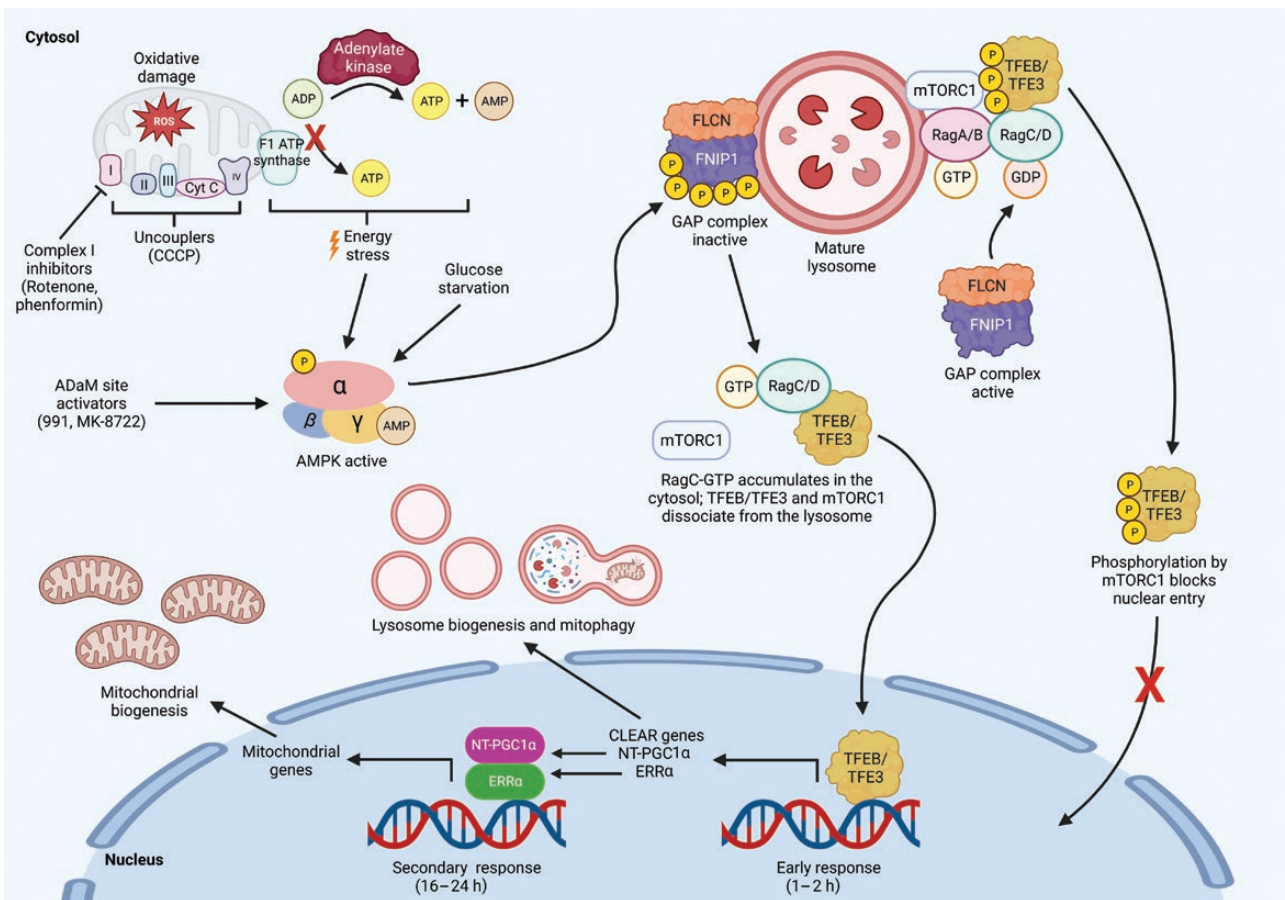 Cytosol
Oxidative
damage
ROS
I
II
III
Cyt C
IV
F1 ATP
synthase
X
Adenylate
kinase
ADP
ATP
+
AMP
ATP
Complex I
inhibitors
(Rotenone,
phenformin)
Uncouplers
(CCCP)
Energy
stress
Glucose
starvation
ADaM site
activators
(991, MK-8722)
P
α
β
γ
AMP
AMPK active
FLCN
FNIP1
P
P
P
P
P
GAP complex
inactive
Mature
lysosome
mTORC1
P
P
P
TFEB/
TFE3
RagA/B
RagC/D
GTP
GDP
FLCN
FNIP1
GAP complex
active
GTP
RagC/D
TFEB/
TFE3
mTORC1
RagC-GTP accumulates in the
cytosol; TFEB/TFE3 and mTORC1
dissociate from the lysosome
P
P
P
TFEB/
TFE3
Phosphorylation by
mTORC1 blocks
nuclear entry
X
Lysosome biogenesis and mitophagy
Mitochondrial
biogenesis
Mitochondrial
genes
NT-PGC1α
ERRα
CLEAR genes
NT-PGC1α
ERRα
TFEB/
TFE3
Secondary response
(16–24 h)
Early response
(1–2 h)
Nucleus